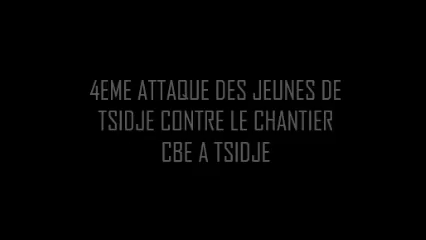 4EME ATTAQUE DES JEUNES DE
TSIDJE CONTRE LE CHANTIER
CBE A TSIDJE